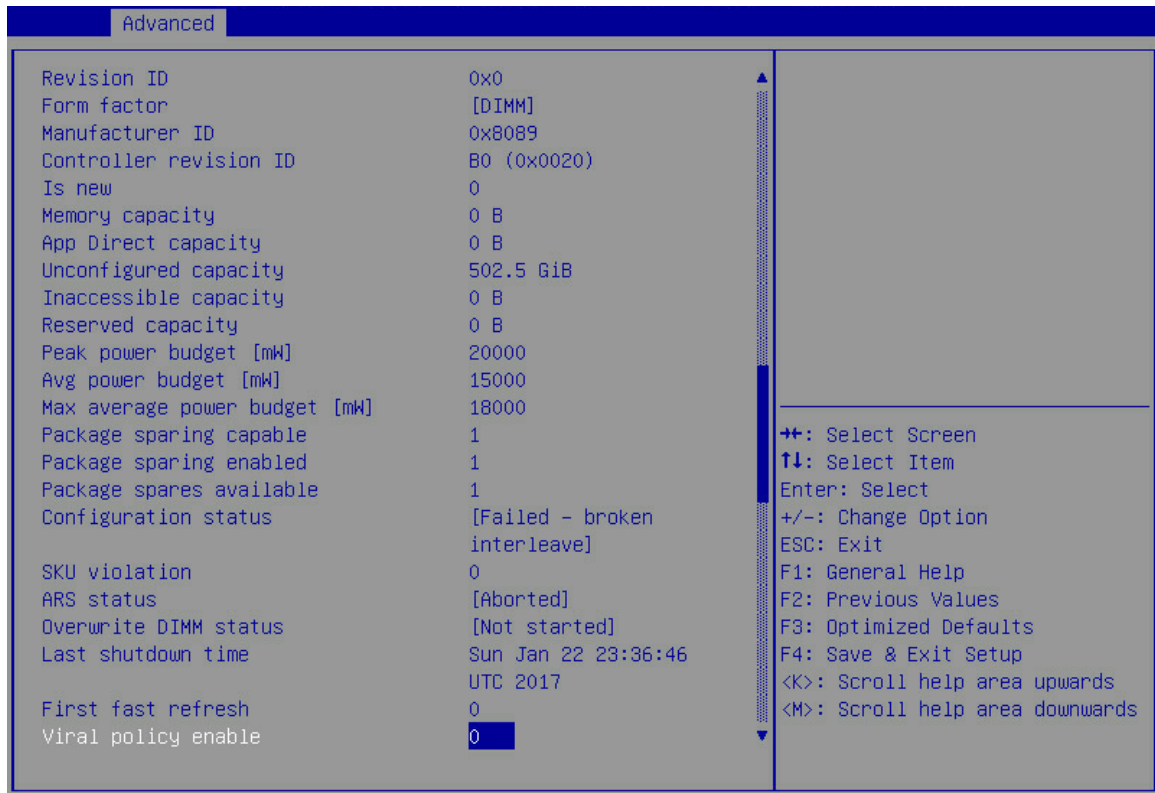 Advanced
Revision ID 0x0
Form factor [DIMM]
Manufacturer ID 0x8089
Controller revision ID B0 (0x0020)
Is new 0
Memory capacity 0 B
App Direct capacity 0 B
Unconfigured capacity 502.5 GiB
Inaccessible capacity 0 B
Reserved capacity 0 B
Peak power budget [mW] 20000
Avg power budget [mW] 15000
Max average power budget [mW] 18000
Package sparing capable 1
Package sparing enabled 1
Package spares available 1
Configuration status [Failed - broken
interleave]
SKU violation 0
ARS status [Aborted]
Overwrite DIMM status [Not started]
Last shutdown time Sun Jan 22 23:36:46
UTC 2017
First fast refresh 0
Viral policy enable 0
→←: Select Screen
↑↓: Select Item
Enter: Select
+/-: Change Option
ESC: Exit
F1: General Help
F2: Previous Values
F3: Optimized Defaults
F4: Save & Exit Setup
<K>: Scroll help area upwards
<M>: Scroll help area downwards